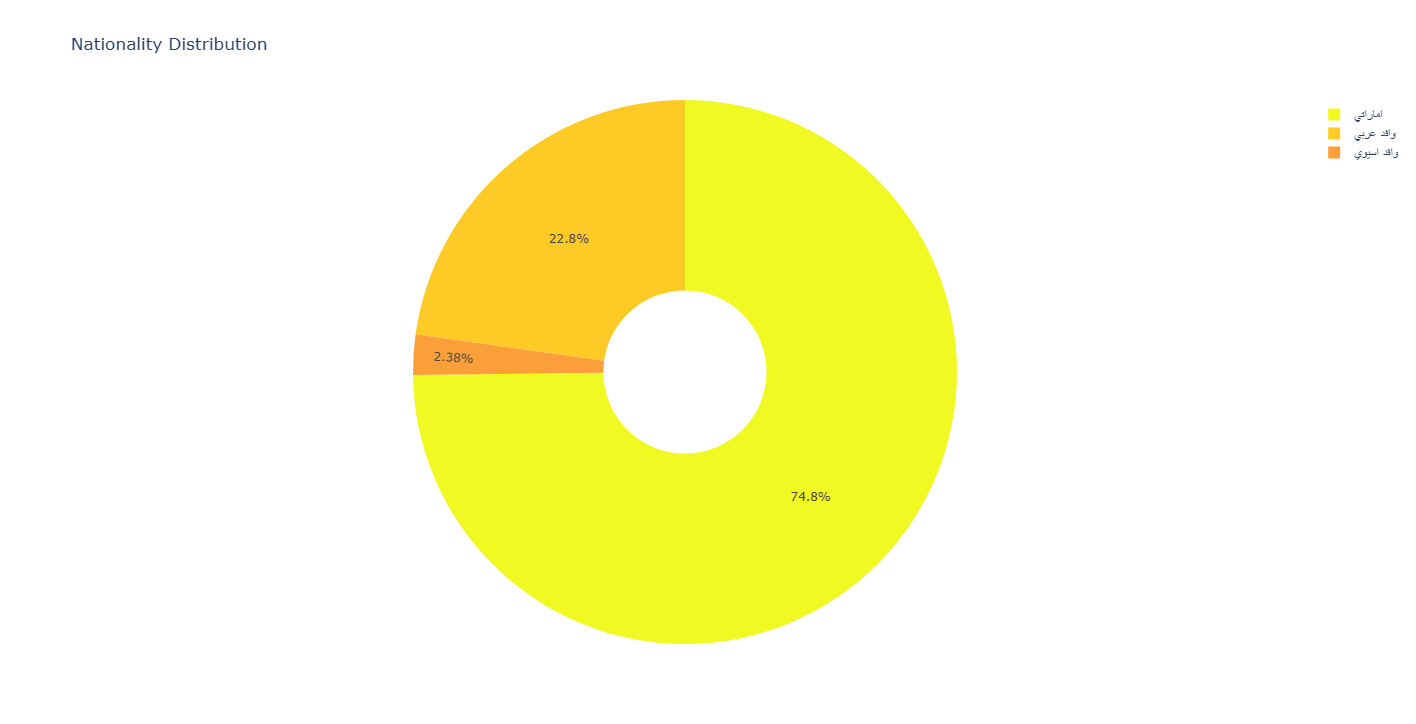 Nationality Distribution
اماراتي
وافد عربي
وافد اسيوي
22.8%
2.38%
74.8%